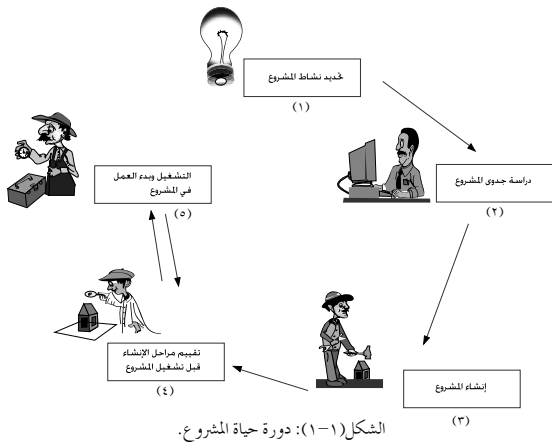 تحديد نشاط المشروع
(١)
دراسة جدوى المشروع
(٢)
إنشاء المشروع
(٣)
تقييم مراحل الإنشاء
قبل تشغيل المشروع
(٤)
التشغيل وبدء العمل
في المشروع
(٥)
الشكل(١-١): دورة حياة المشروع.